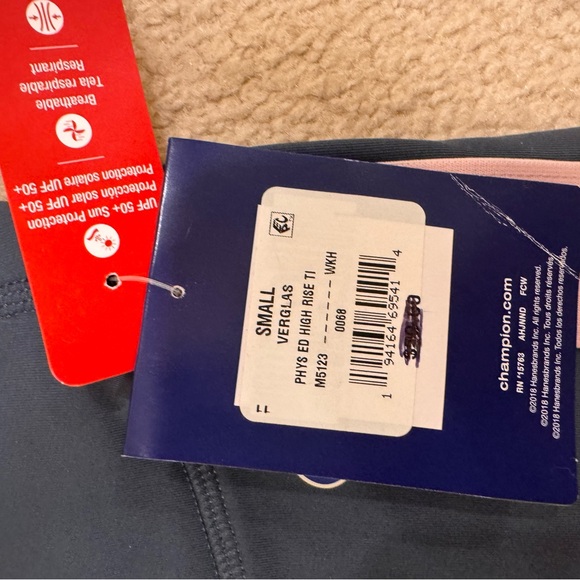 Respirant
Tela respirable
Breathable
Protection solaire UPF 50+
Protección solar UPF 50+
UPF 50+ Sun Protection
SMALL
VERGLAS
PHYS ED HIGH RISE TI
M5123 ------ WKH
0068
1 94164 69541 4
champion.com
RN 15763 AHJNND FCW
©2018 Hanesbrands Inc. All rights reserved.
©2018 Hanesbrands Inc. Tous droits réservés.
©2018 Hanesbrands Inc. Todos los derechos reservados.